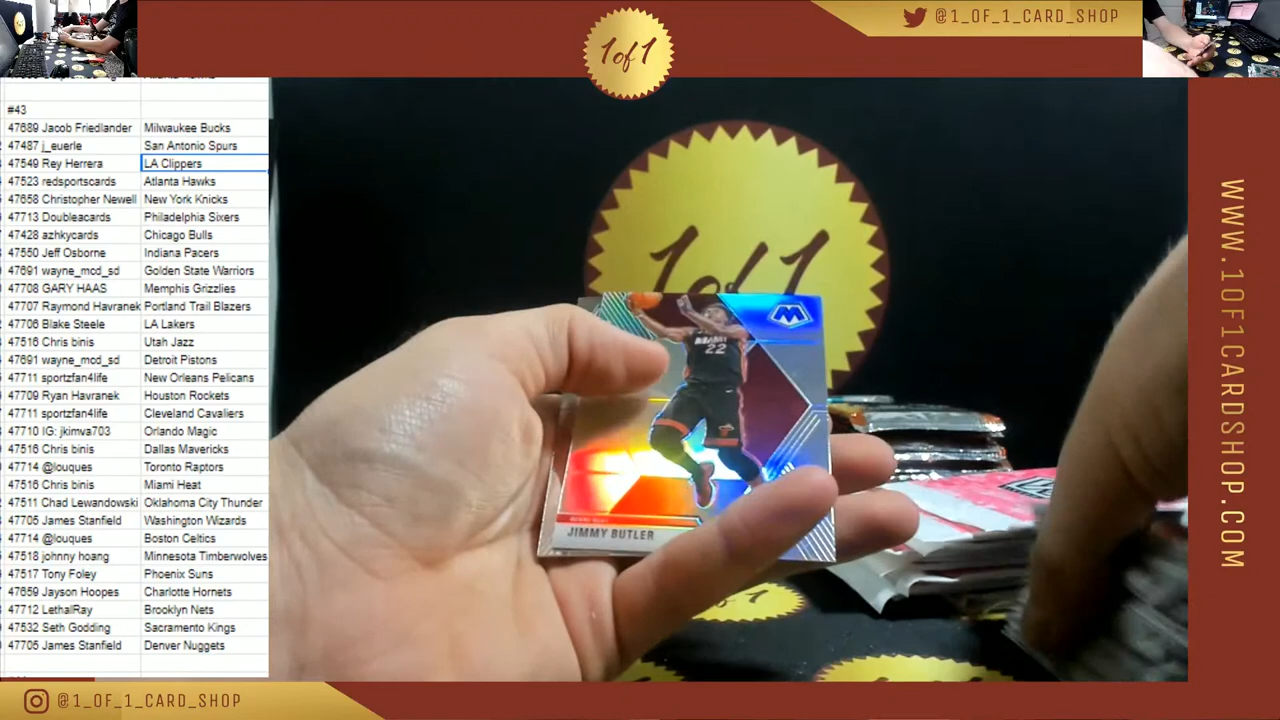 1of1
@1_OF_1_CARD_SHOP
#43
47689 Jacob Friedlander Milwaukee Bucks
47487 j_euerle San Antonio Spurs
47549 Rey Herrera LA Clippers
47523 redsportscards Atlanta Hawks
47658 Christopher Newell New York Knicks
47713 Doubleacards Philadelphia Sixers
47428 azhkycards Chicago Bulls
47550 Jeff Osborne Indiana Pacers
47691 wayne_mcd_sd Golden State Warriors
47708 GARY HAAS Memphis Grizzlies
47707 Raymond Havranek Portland Trail Blazers
47706 Blake Steele LA Lakers
47516 Chris binis Utah Jazz
47691 wayne_mcd_sd Detroit Pistons
47711 sportzfan4life New Orleans Pelicans
47709 Ryan Havranek Houston Rockets
47711 sportzfan4life Cleveland Cavaliers
47710 IG: jkimva703 Orlando Magic
47516 Chris binis Dallas Mavericks
47714 @louques Toronto Raptors
47516 Chris binis Miami Heat
47511 Chad Lewandowski Oklahoma City Thunder
47705 James Stanfield Washington Wizards
47714 @louques Boston Celtics
47518 johnny hoang Minnesota Timberwolves
47517 Tony Foley Phoenix Suns
47659 Jayson Hoopes Charlotte Hornets
47712 LethalRay Brooklyn Nets
47532 Seth Godding Sacramento Kings
47705 James Stanfield Denver Nuggets
1of1
M
MIAMI
22
JIMMY BUTLER
of 1
WWW.1OF1CARDSHOP.COM
@1_OF_1_CARD_SHOP